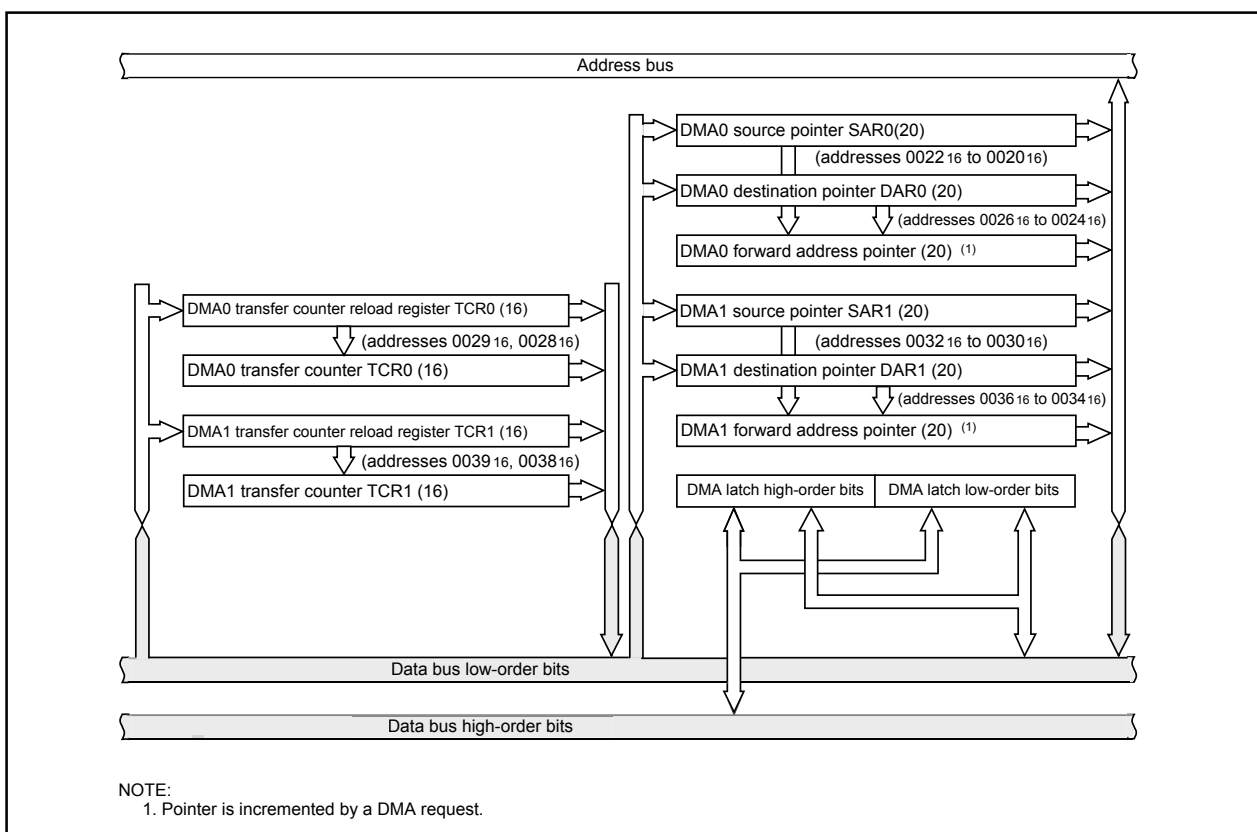 Address bus
DMA0 source pointer SAR0(20)
(addresses 0022 16 to 0020 16)
DMA0 destination pointer DAR0 (20)
(addresses 0026 16 to 0024 16)
DMA0 forward address pointer (20) (1)
DMA0 transfer counter reload register TCR0 (16)
(addresses 0029 16, 0028 16)
DMA0 transfer counter TCR0 (16)
DMA1 transfer counter reload register TCR1 (16)
(addresses 0039 16, 0038 16)
DMA1 transfer counter TCR1 (16)
DMA1 source pointer SAR1 (20)
(addresses 0032 16 to 0030 16)
DMA1 destination pointer DAR1 (20)
(addresses 0036 16 to 0034 16)
DMA1 forward address pointer (20) (1)
DMA latch high-order bits
DMA latch low-order bits
Data bus low-order bits
Data bus high-order bits
NOTE:
1. Pointer is incremented by a DMA request.